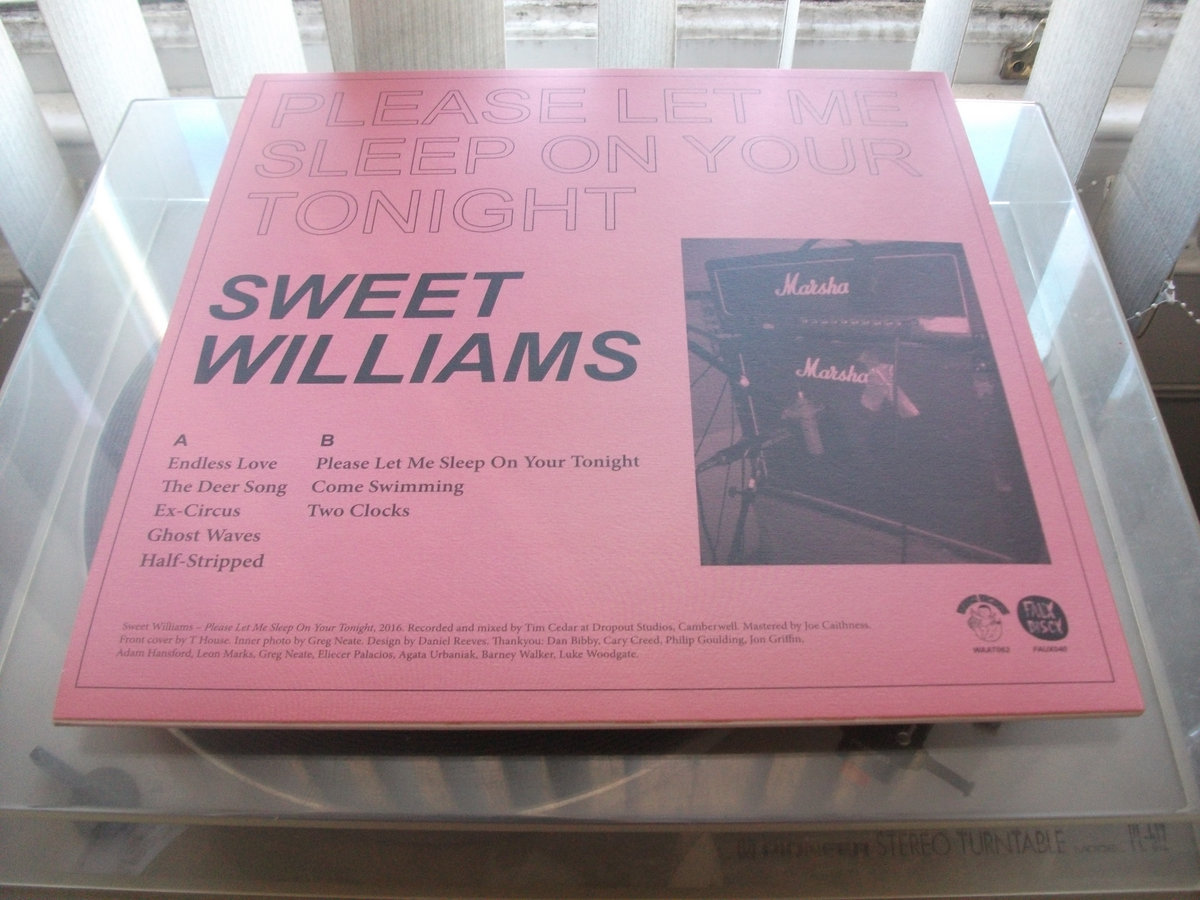 PLEASE LET ME
SLEEP ON YOUR
TONIGHT
SWEET
WILLIAMS
Marsha
Marsha
A
Endless Love
The Deer Song
Ex-Circus
Ghost Waves
Half-Stripped
B
Please Let Me Sleep On Your Tonight
Come Swimming
Two Clocks
Sweet Williams – Please Let Me Sleep On Your Tonight, 2016. Recorded and mixed by Tim Cedar at Dropout Studios, Camberwell. Mastered by Joe Caithness.
Front cover by T House. Inner photo by Greg Neate. Design by Daniel Reeves. Thankyou: Dan Bibby, Cary Creed, Philip Goulding, Jon Griffin,
Adam Hansford, Leon Marks, Greg Neate, Eliecer Palacios, Agata Urbaniak, Barney Walker, Luke Woodgate.
FAUX
DISCX
WAAT062
FAUX040
STEREO TURNTABLE MODEL